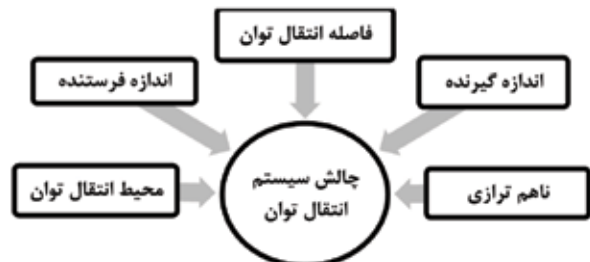 فاصله انتقال توان
اندازه گیرنده
اندازه فرستنده
چالش سیستم
انتقال توان
ناهم ترازی
محیط انتقال توان